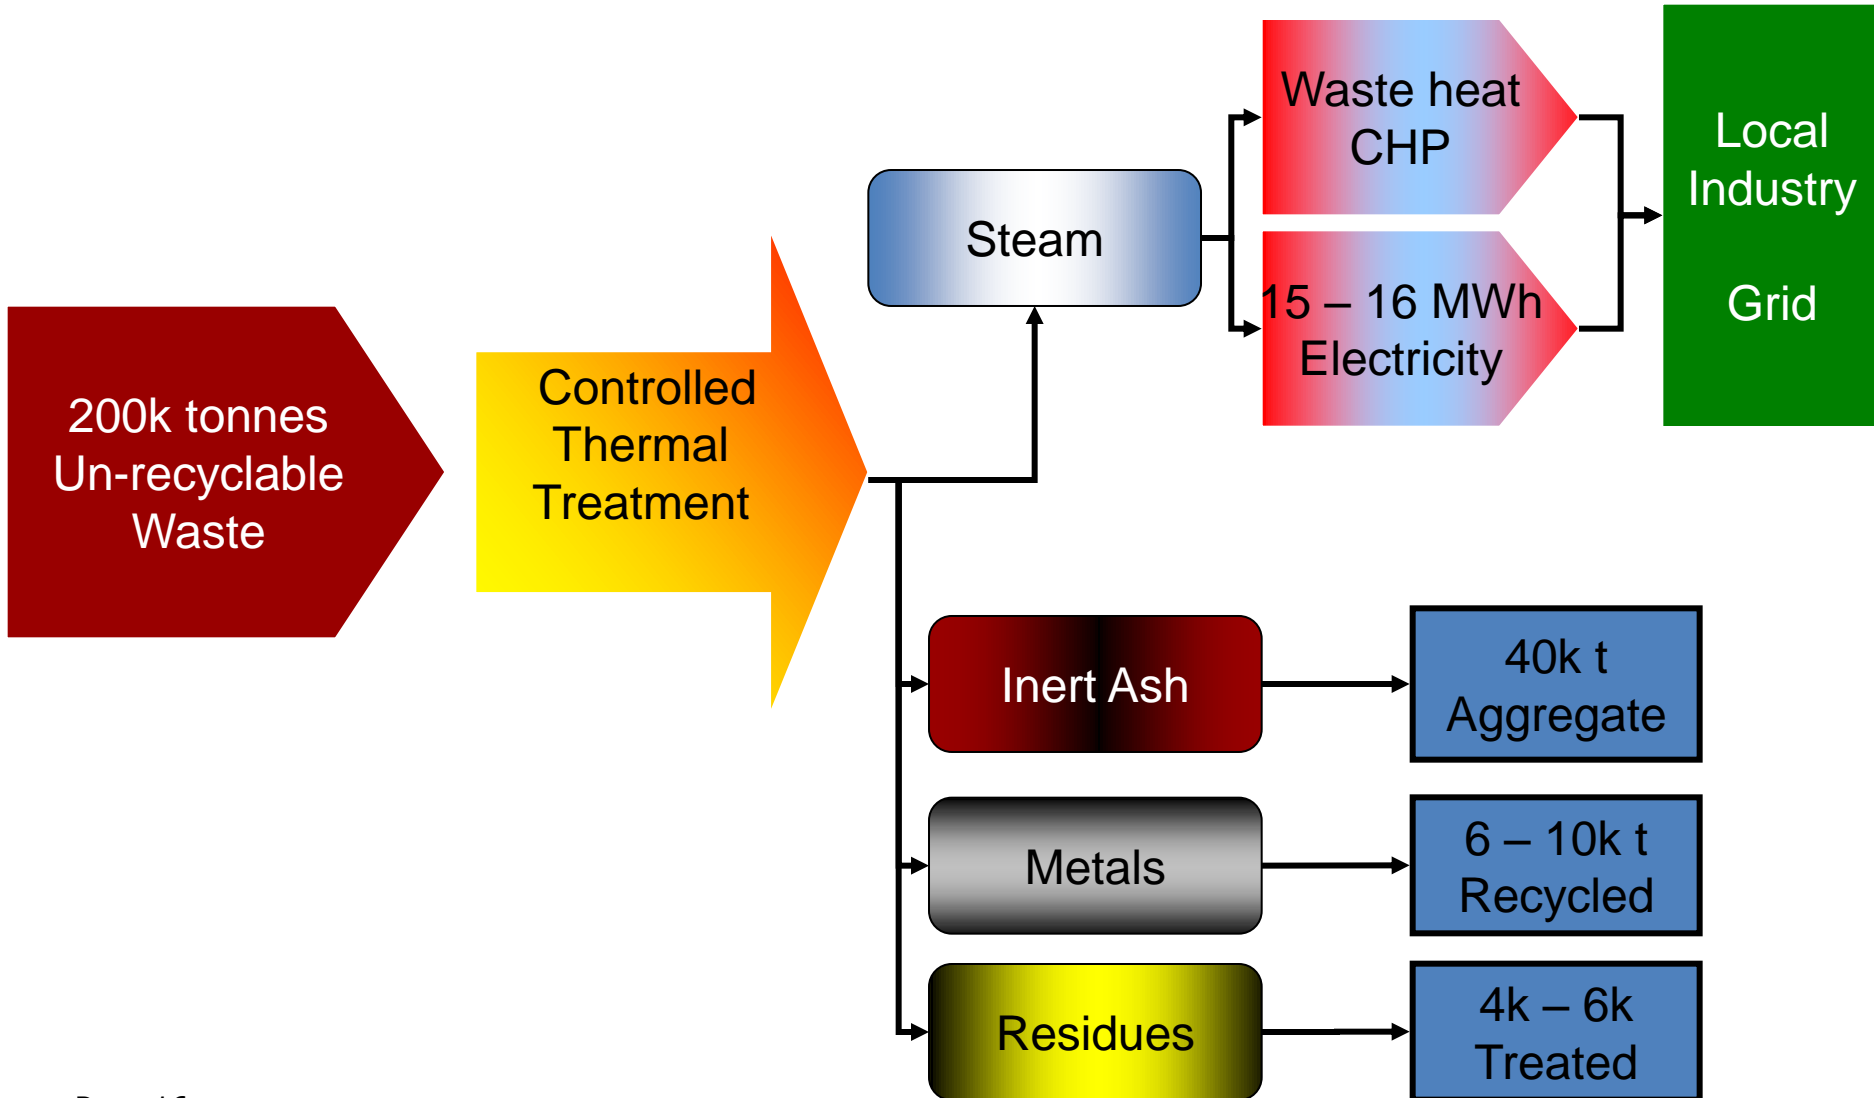 200k tonnes
Un-recyclable
Waste
Controlled
Thermal
Treatment
Steam
Waste heat
CHP
15 – 16 MWh
Electricity
Local
Industry
Grid
Inert Ash
40k t
Aggregate
Metals
6 – 10k t
Recycled
Residues
4k – 6k
Treated